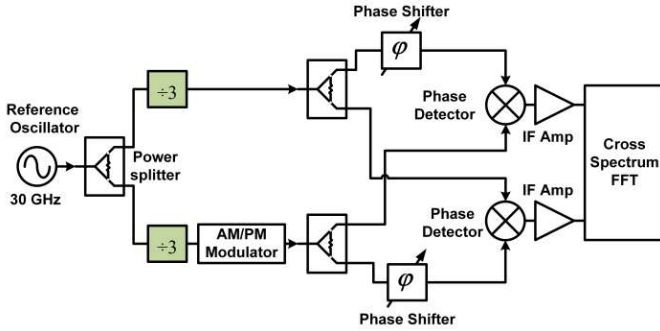 Phase Shifter
φ
÷3
Reference
Oscillator
Power
splitter
30 GHz
Phase
Detector
IF Amp
Cross
Spectrum
FFT
IF Amp
÷3
AM/PM
Modulator
Phase
Detector
φ
Phase Shifter